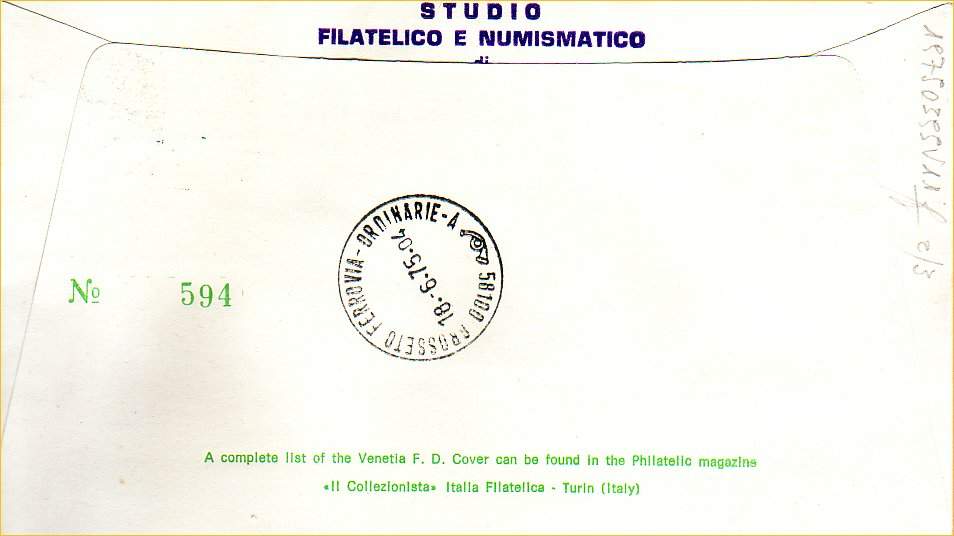 STUDIO
FILATELICO E NUMISMATICO
di
58100 GROSSETO FERROVIA-ORDINARIE-A
18-6-75-04
No 594
A complete list of the Venetia F. D. Cover can be found in the Philatelic magazine
«Il Collezionista» Italia Filatelica - Turin (Italy)